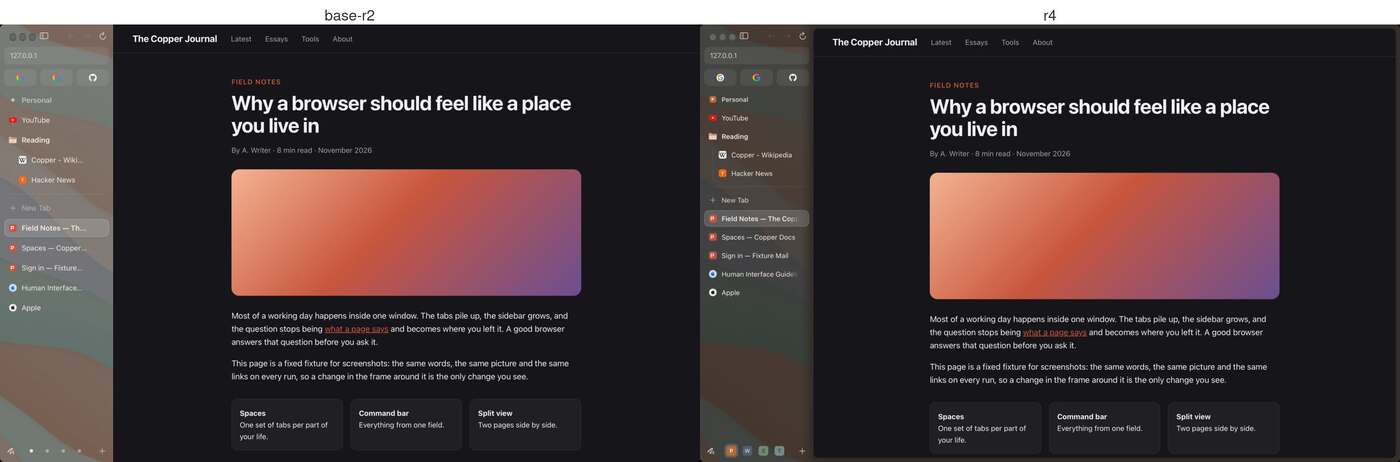 base-r2
127.0.0.1
Personal
YouTube
Reading
Copper - Wiki...
Hacker News
New Tab
Field Notes — Th...
Spaces — Copper...
Sign in — Fixture...
Human Interface...
Apple
The Copper Journal Latest Essays Tools About
FIELD NOTES
Why a browser should feel like a place
you live in
By A. Writer · 8 min read · November 2026
Most of a working day happens inside one window. The tabs pile up, the sidebar grows, and
the question stops being what a page says and becomes where you left it. A good browser
answers that question before you ask it.
This page is a fixed fixture for screenshots: the same words, the same picture and the same
links on every run, so a change in the frame around it is the only change you see.
Spaces
One set of tabs per part of
your life.
Command bar
Everything from one field.
Split view
Two pages side by side.
r4
127.0.0.1
Personal
YouTube
Reading
Copper - Wikipedia
Hacker News
New Tab
Field Notes — The Cop
Spaces — Copper Docs
Sign in — Fixture Mail
Human Interface Guide
Apple
P W
The Copper Journal Latest Essays Tools About
FIELD NOTES
Why a browser should feel like a place
you live in
By A. Writer · 8 min read · November 2026
Most of a working day happens inside one window. The tabs pile up, the sidebar grows, and
the question stops being what a page says and becomes where you left it. A good browser
answers that question before you ask it.
This page is a fixed fixture for screenshots: the same words, the same picture and the same
links on every run, so a change in the frame around it is the only change you see.
Spaces
One set of tabs per part of
your life.
Command bar
Everything from one field.
Split view
Two pages side by side.